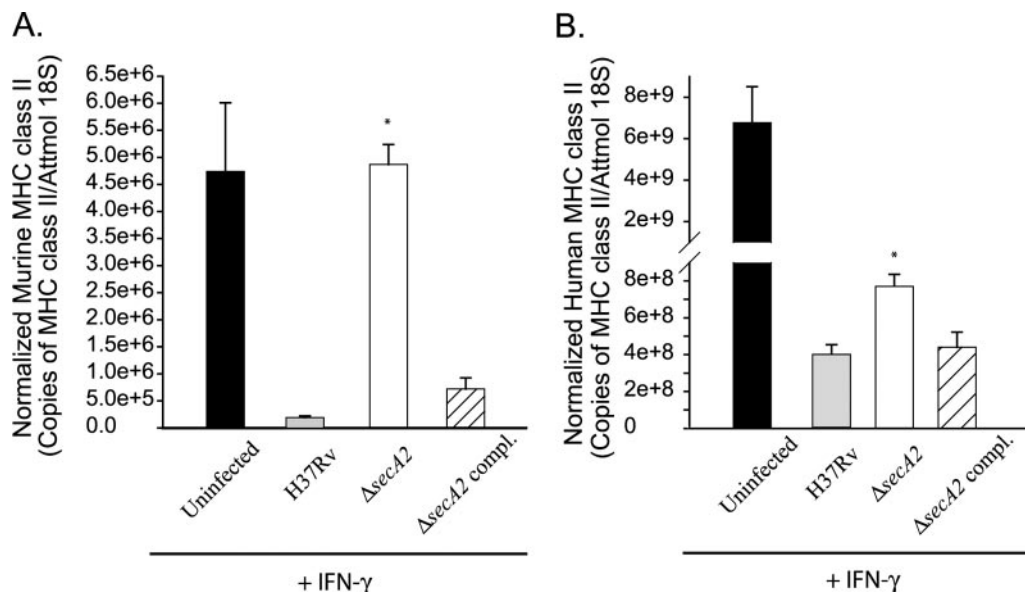 A.
Normalized Murine MHC class II
(Copies of MHC class II/Attmol 18S)
6.5e+6
6.0e+6
5.5e+6
5.0e+6
4.5e+6
4.0e+6
3.5e+6
3.0e+6
2.5e+6
2.0e+6
1.5e+6
1.0e+6
5.0e+5
0.0
*
Uninfected
H37Rv
ΔsecA2
ΔsecA2 compl.
+ IFN-γ
B.
Normalized Human MHC class II
(Copies of MHC class II/Attmol 18S)
8e+9
6e+9
4e+9
2e+9
8e+8
6e+8
4e+8
2e+8
0
*
Uninfected
H37Rv
ΔsecA2
ΔsecA2 compl.
+ IFN-γ